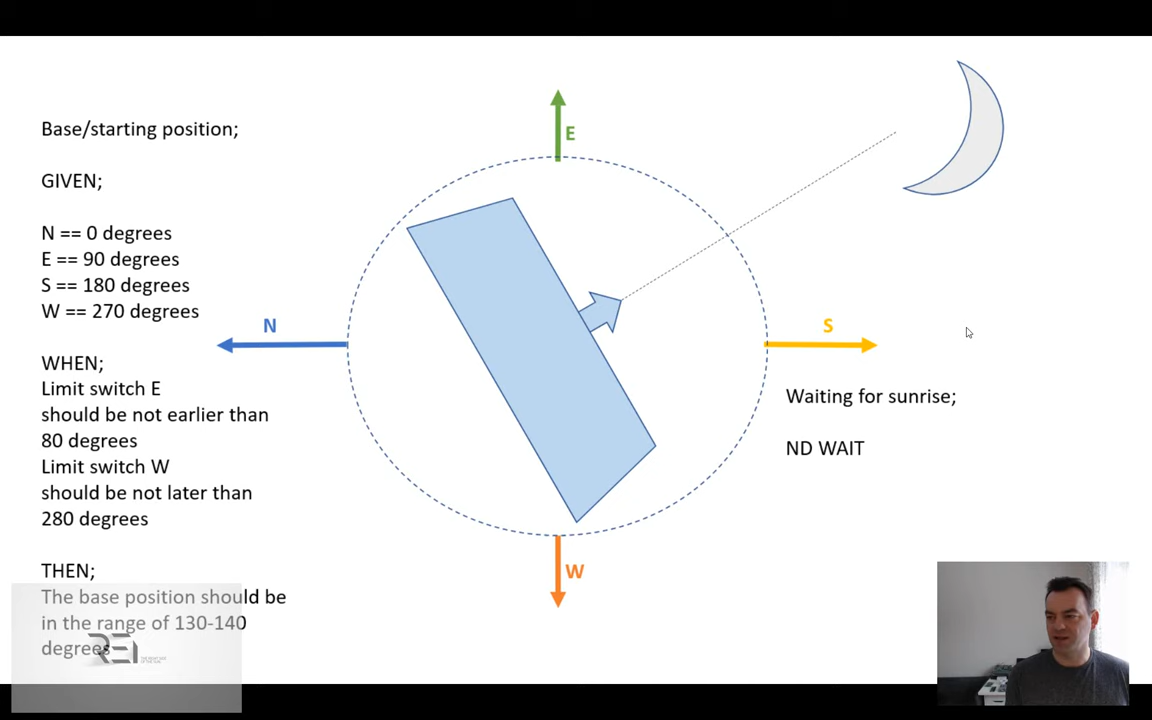 Base/starting position;
GIVEN;
N == 0 degrees
E == 90 degrees
S == 180 degrees
W == 270 degrees
WHEN;
Limit switch E
should be not earlier than
80 degrees
Limit switch W
should be not later than
280 degrees
THEN;
The base position should be
in the range of 130-140
degrees
E
N
S
W
Waiting for sunrise;
ND WAIT
REI